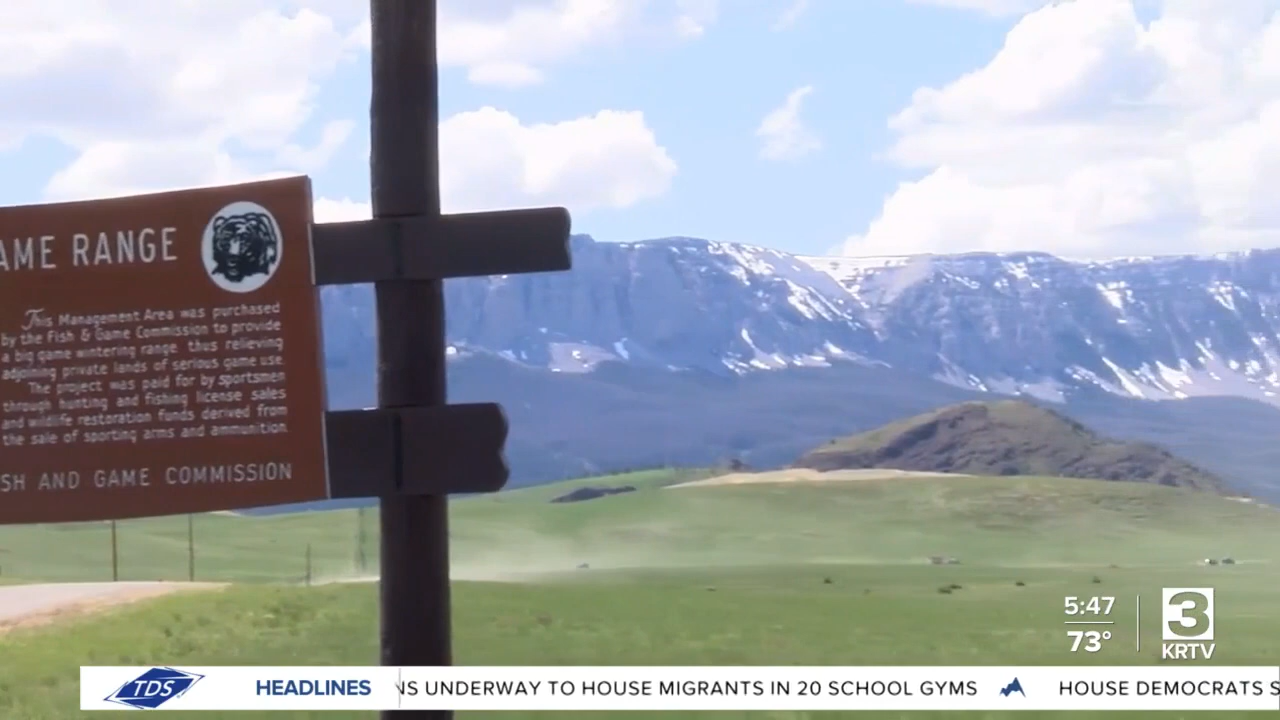 AME RANGE
This Management Area was purchased
by the Fish & Game Commission to provide
a big game wintering range thus relieving
adjoining private lands of serious game use.
The project was paid for by sportsmen
through hunting and fishing license sales
and wildlife restoration funds derived from
the sale of sporting arms and ammunition
SH AND GAME COMMISSION
5:47
73°
3
KRTV
TDS
HEADLINES
NS UNDERWAY TO HOUSE MIGRANTS IN 20 SCHOOL GYMS
HOUSE DEMOCRATS S